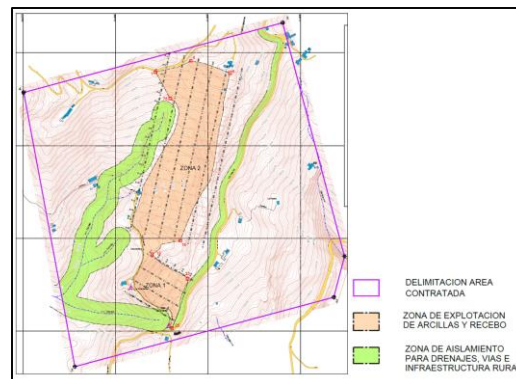 ZONA 2
ZONA 1
DELIMITACION AREA
CONTRATADA
ZONA DE EXPLOTACION
DE ARCILLAS Y RECEBO
ZONA DE AISLAMIENTO
PARA DRENAJES, VIAS E
INFRAESTRUCTURA RURA